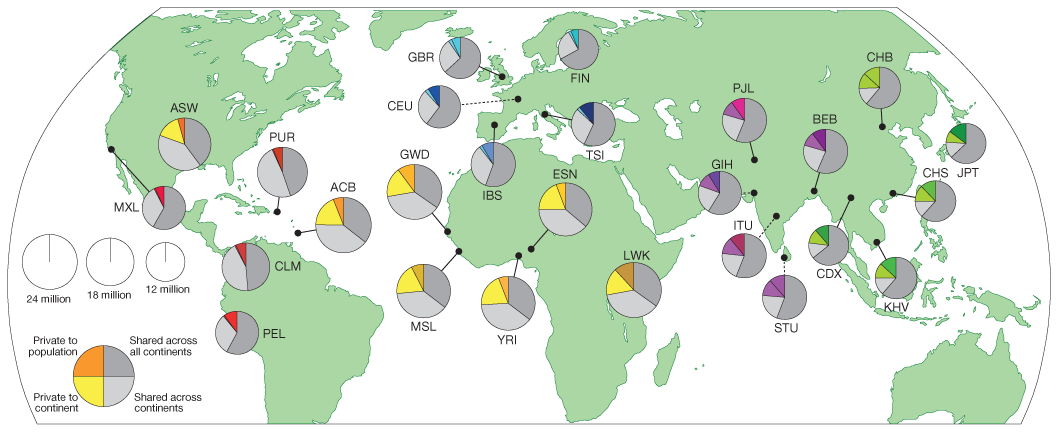 GBR
FIN
CHB
CEU
PJL
ASW
BEB
PUR
TSI
JPT
GWD
GIH
ACB
IBS
ESN
CHS
MXL
ITU
CDX
LWK
CLM
KHV
24 million
18 million
12 million
MSL
STU
PEL
YRI
Private to
population
Shared across
all continents
Private to
continent
Shared across
continents